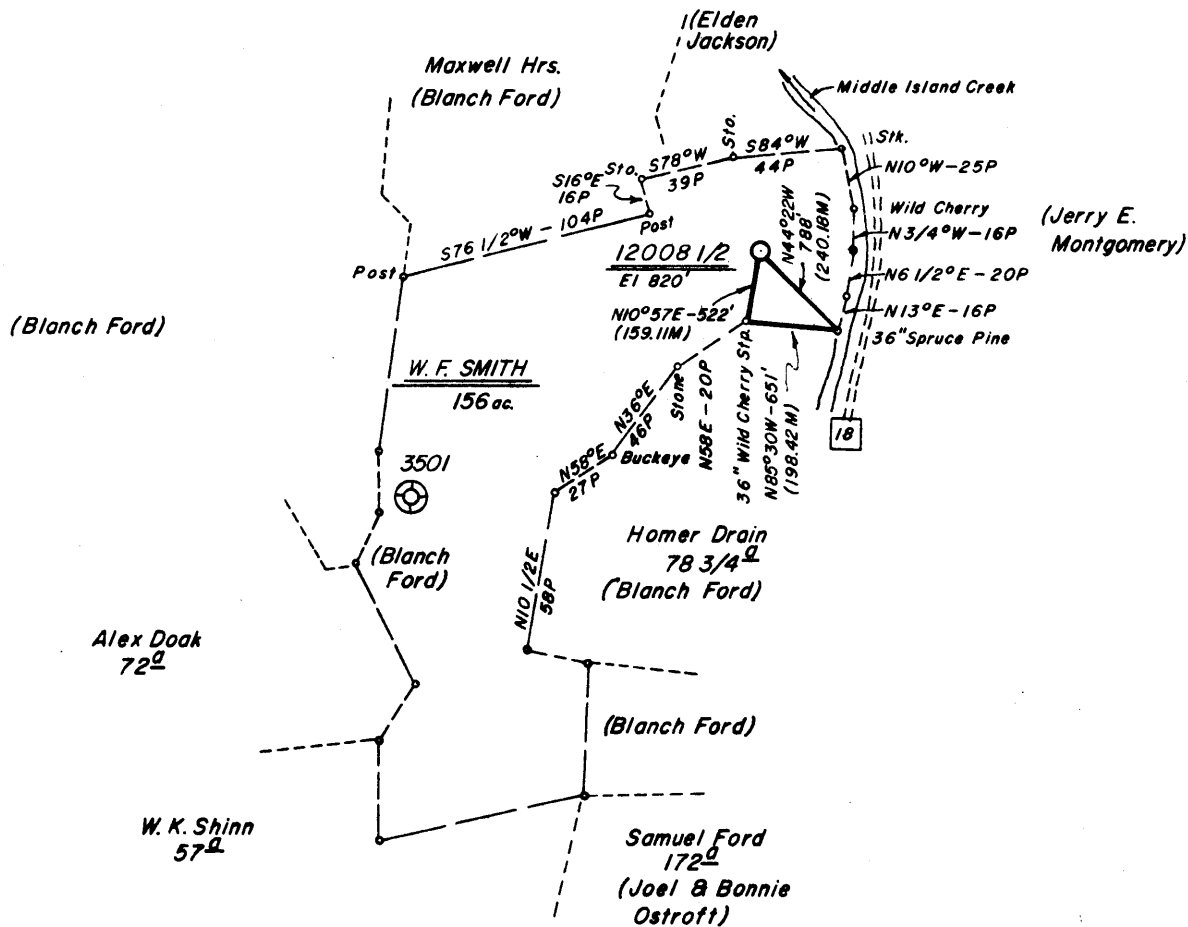 (Elden
Jackson)
Maxwell Hrs.
(Blanch Ford)
Middle Island Creek
Stk.
Sto.
S84°W
44P
N10°W-25P
Sto.
S78°W
39P
S16°E
16P
Post
Wild Cherry
N3/4°W-16P
(Jerry E.
Montgomery)
S76 1/2°W - 104P
Post
12008 1/2
El 820'
N44°22W
788'
(240.18M)
N6 1/2°E-20P
N13°E-16P
36" Spruce Pine
N10°57E-522'
(159.11M)
(Blanch Ford)
W. F. SMITH
156 ac.
Stone
N58E-20P
36" Wild Cherry Stp.
N85°30W-651'
(198.42M)
18
N36°E
46P
Buckeye
N58°E
27P
3501
(Blanch
Ford)
N10 1/2E
58P
Homer Drain
78 3/4a
(Blanch Ford)
Alex Doak
72a
(Blanch Ford)
W. K. Shinn
57a
Samuel Ford
172a
(Joel & Bonnie
Ostroft)